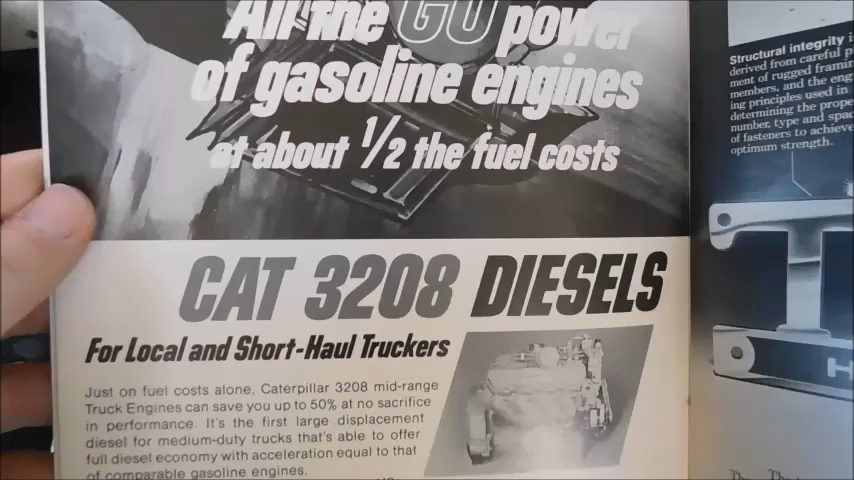 All the GO power
of gasoline engines
at about 1/2 the fuel costs
CAT 3208 DIESELS
For Local and Short-Haul Truckers
Just on fuel costs alone, Caterpillar 3208 mid-range
Truck Engines can save you up to 50% at no sacrifice
in performance. It's the first large displacement
diesel for medium-duty trucks that's able to offer
full diesel economy with acceleration equal to that
of comparable gasoline engines.
Structural integrity
derived from careful
ment of rugged
members, and the
ing principles used in
determining the
number, type and
of fasteners to achieve
optimum strength.
H